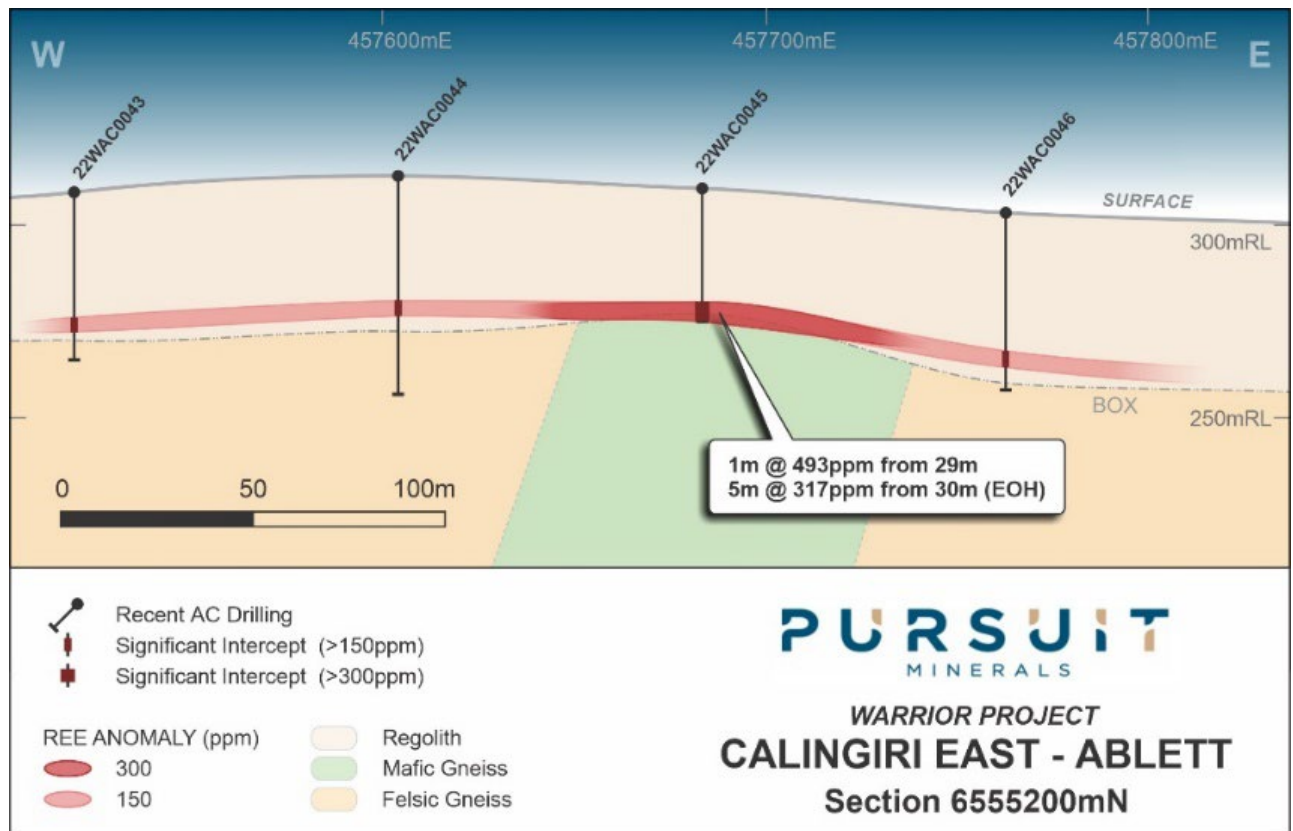 457600mE
457700mE
457800mE
W
E
22WAC0043
22WAC0044
22WAC0045
22WAC0046
SURFACE
300mRL
BOX
250mRL
1m @ 493ppm from 29m
5m @ 317ppm from 30m (EOH)
0 50 100m
Recent AC Drilling
Significant Intercept (>150ppm)
Significant Intercept (>300ppm)
REE ANOMALY (ppm)
300
150
Regolith
Mafic Gneiss
Felsic Gneiss
PURSUIT
MINERALS
WARRIOR PROJECT
CALINGIRI EAST - ABLETT
Section 6555200mN